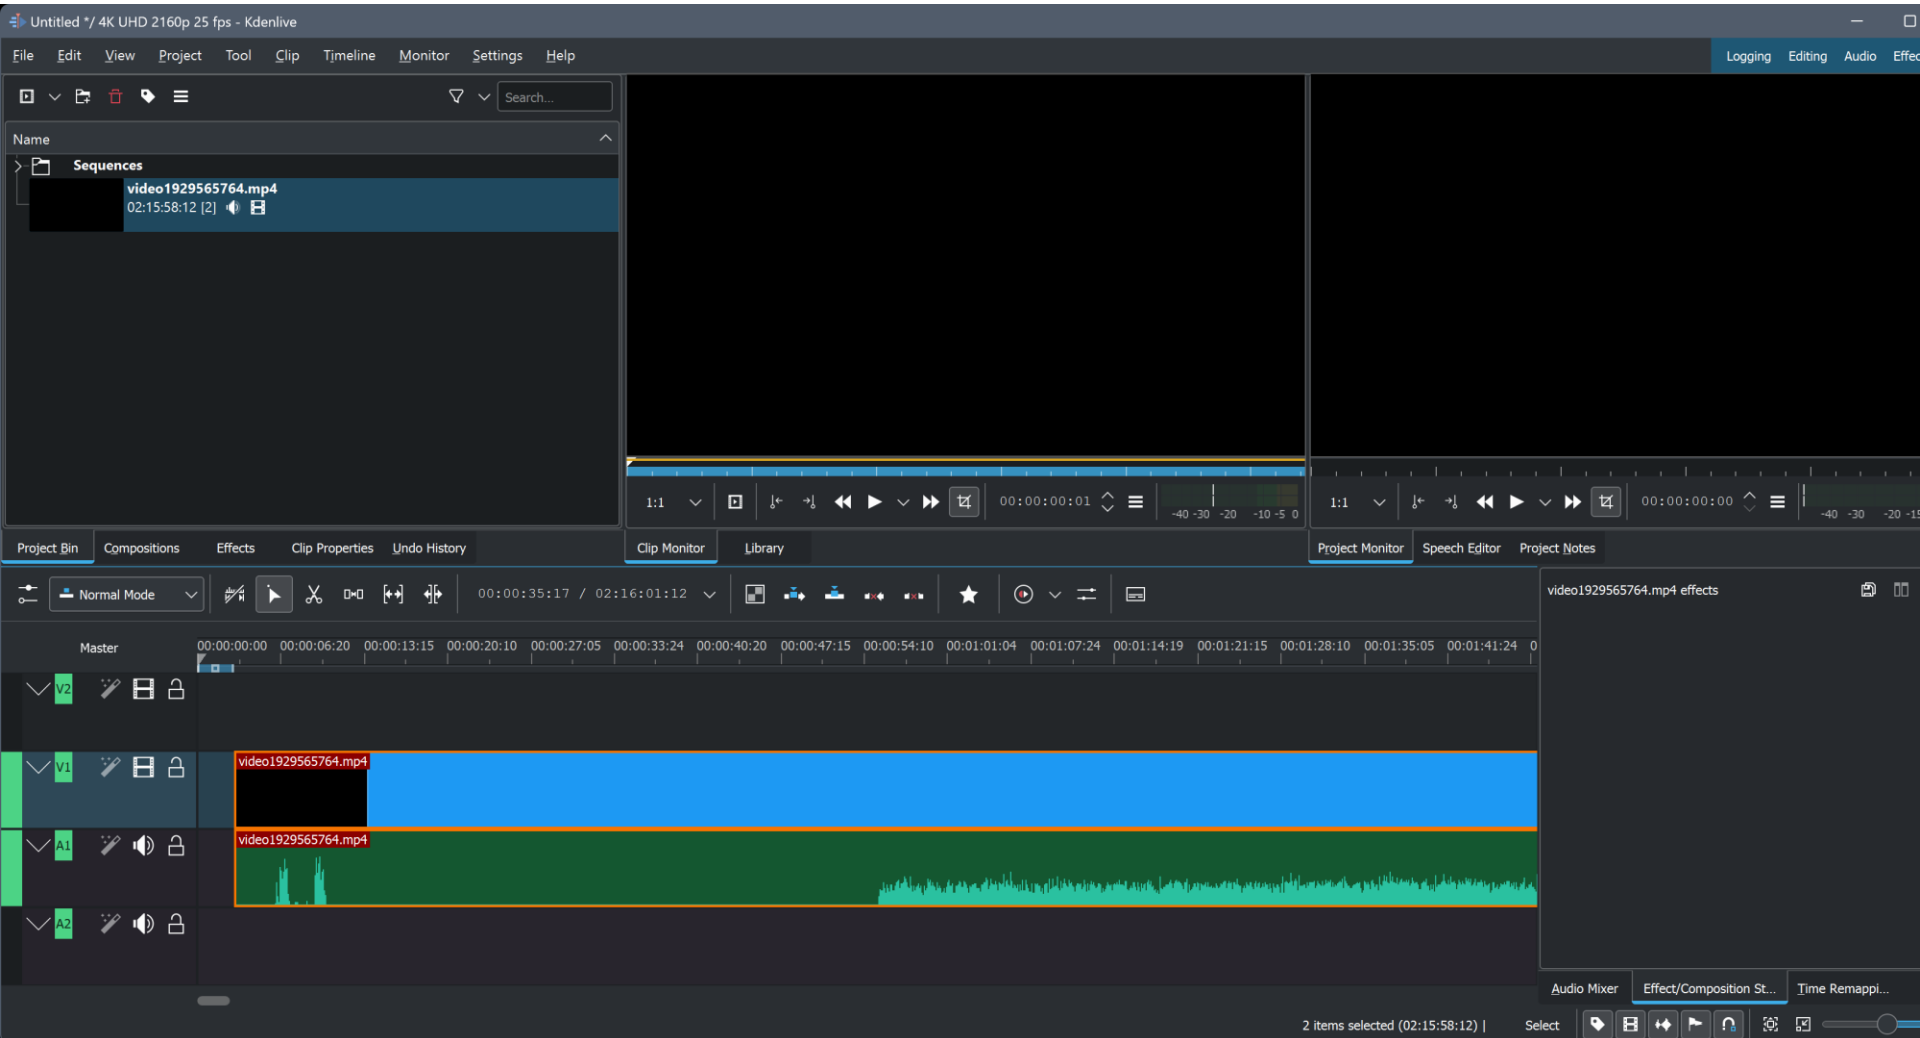 Untitled */ 4K UHD 2160p 25 fps - Kdenlive
File Edit View Project Tool Clip Timeline Monitor Settings Help
Logging Editing Audio Effec
Search...
Name
Sequences
video1929565764.mp4
02:15:58:12 [2]
1:1 00:00:00:01 -40 -30 -20 -10 -5 0
1:1 00:00:00:00 -40 -30 -20 -15
Project Bin Compositions Effects Clip Properties Undo History
Clip Monitor Library
Project Monitor Speech Editor Project Notes
Normal Mode 00:00:35:17 / 02:16:01:12
video1929565764.mp4 effects
Master 00:00:00:00 00:00:06:20 00:00:13:15 00:00:20:10 00:00:27:05 00:00:33:24 00:00:40:20 00:00:47:15 00:00:54:10 00:01:01:04 00:01:07:24 00:01:14:19 00:01:21:15 00:01:28:10 00:01:35:05 00:01:41:24 0
V2
V1 video1929565764.mp4
A1 video1929565764.mp4
A2
Audio Mixer Effect/Composition St... Time Remappi...
2 items selected (02:15:58:12) | Select